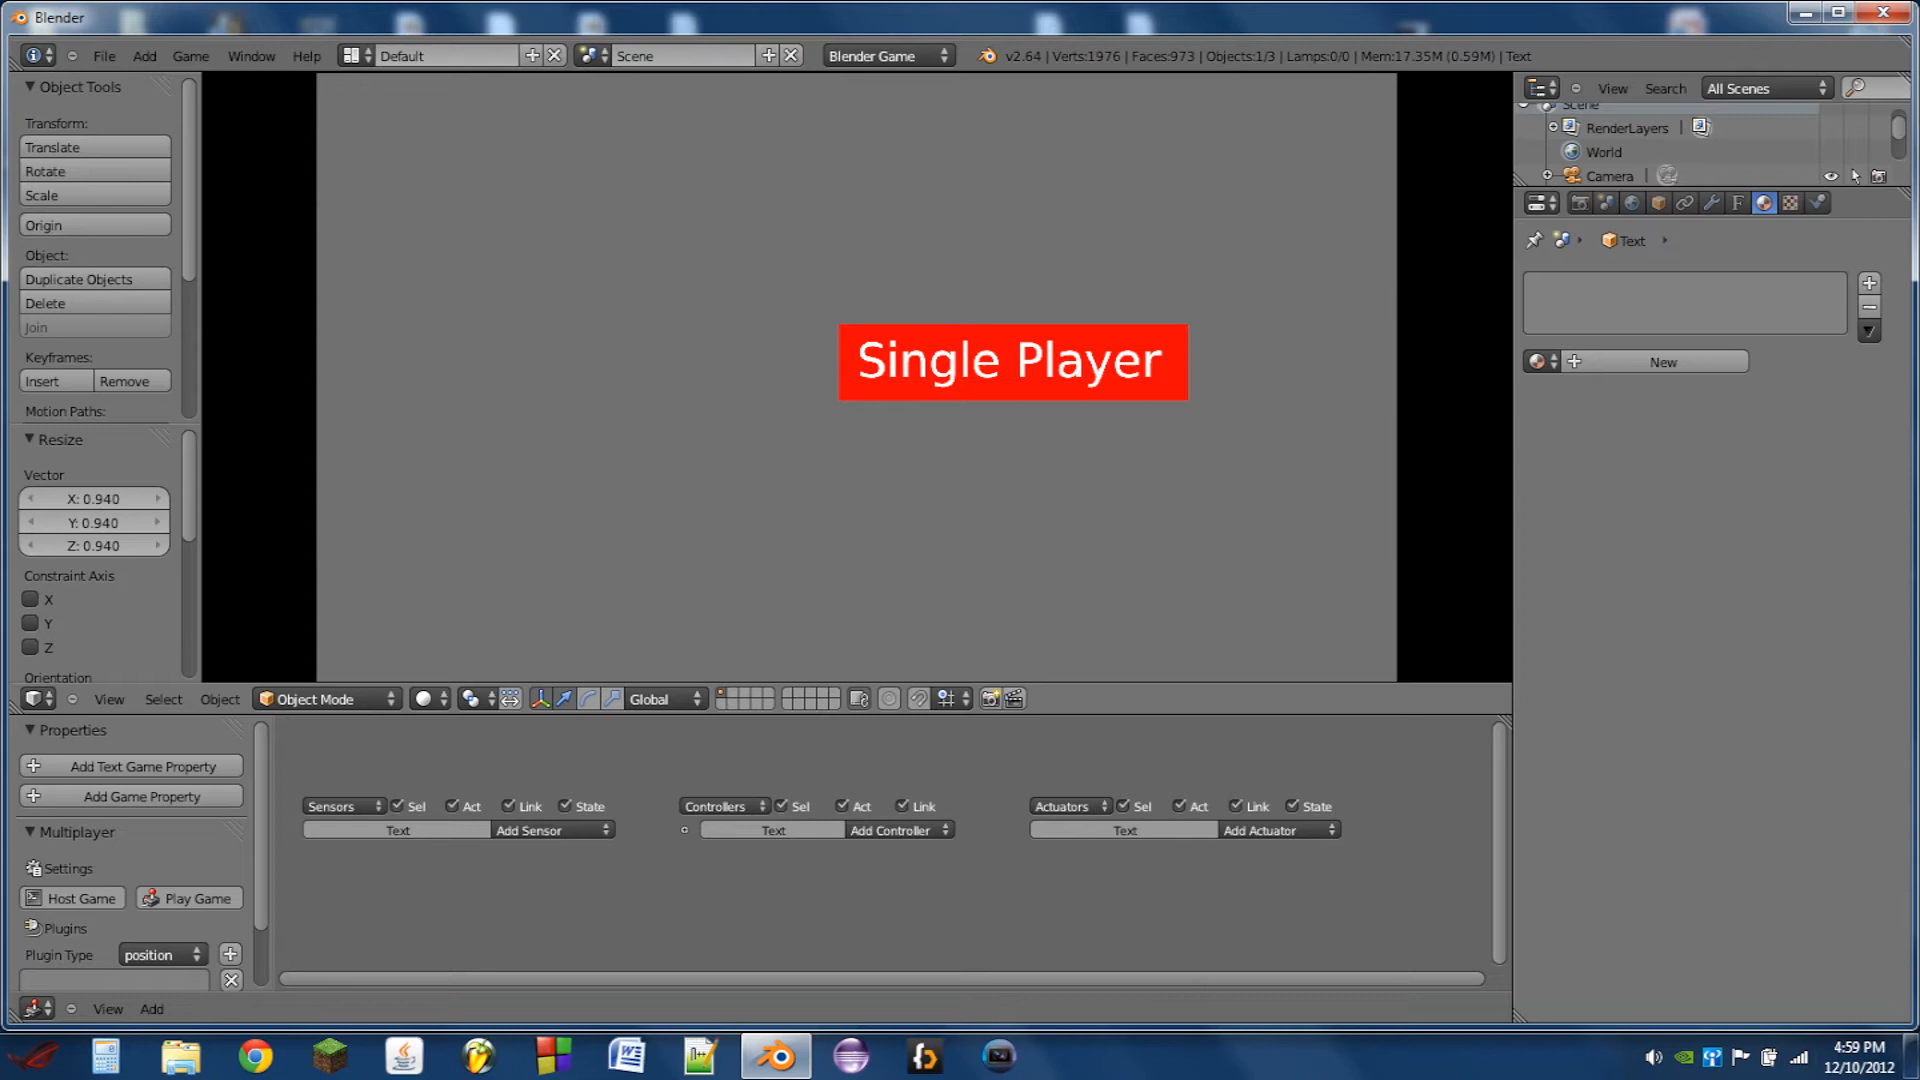 Blender
File Add Game Window Help Default Scene Blender Game v2.64 | Verts:1976 | Faces:973 | Objects:1/3 | Lamps:0/0 | Mem:17.35M (0.59M) | Text
Object Tools
Transform:
Translate
Rotate
Scale
Origin
Object:
Duplicate Objects
Delete
Join
Keyframes:
Insert Remove
Motion Paths:
Resize
Vector
X: 0.940
Y: 0.940
Z: 0.940
Constraint Axis
X
Y
Z
Orientation
Single Player
View Search All Scenes
Scene
RenderLayers |
World
Camera |
Text
New
View Select Object Object Mode Global
Properties
Add Text Game Property
Add Game Property
Multiplayer
Settings
Host Game Play Game
Plugins
Plugin Type position
Sensors Sel Act Link State
Text Add Sensor
Controllers Sel Act Link
Text Add Controller
Actuators Sel Act Link State
Text Add Actuator
View Add
4:59 PM
12/10/2012